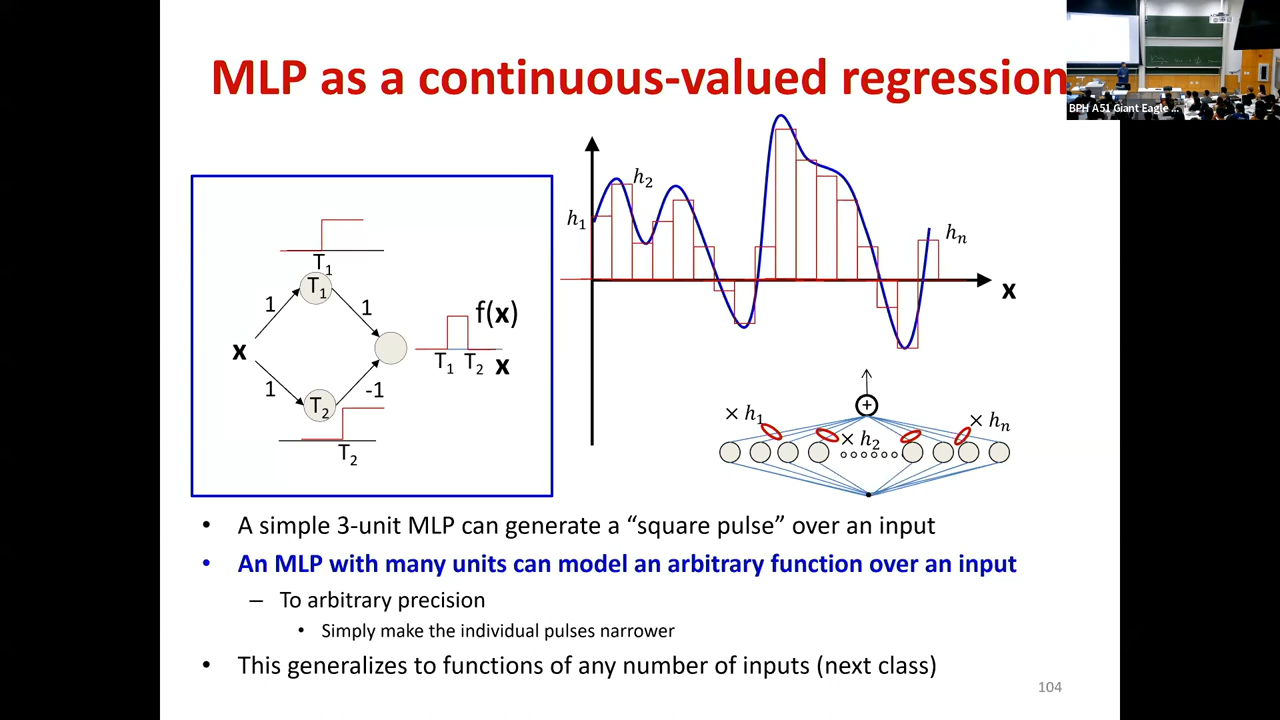 MLP as a continuous-valued regression
BPH A51 Giant Eagle ...
h₂
h₁
hₙ
x
T₁
T₁
1
1
f(x)
x
T₁ T₂ x
1
-1
T₂
T₂
× h₁
+
× hₙ
× h₂
• A simple 3-unit MLP can generate a “square pulse” over an input
• An MLP with many units can model an arbitrary function over an input
– To arbitrary precision
• Simply make the individual pulses narrower
• This generalizes to functions of any number of inputs (next class)
104